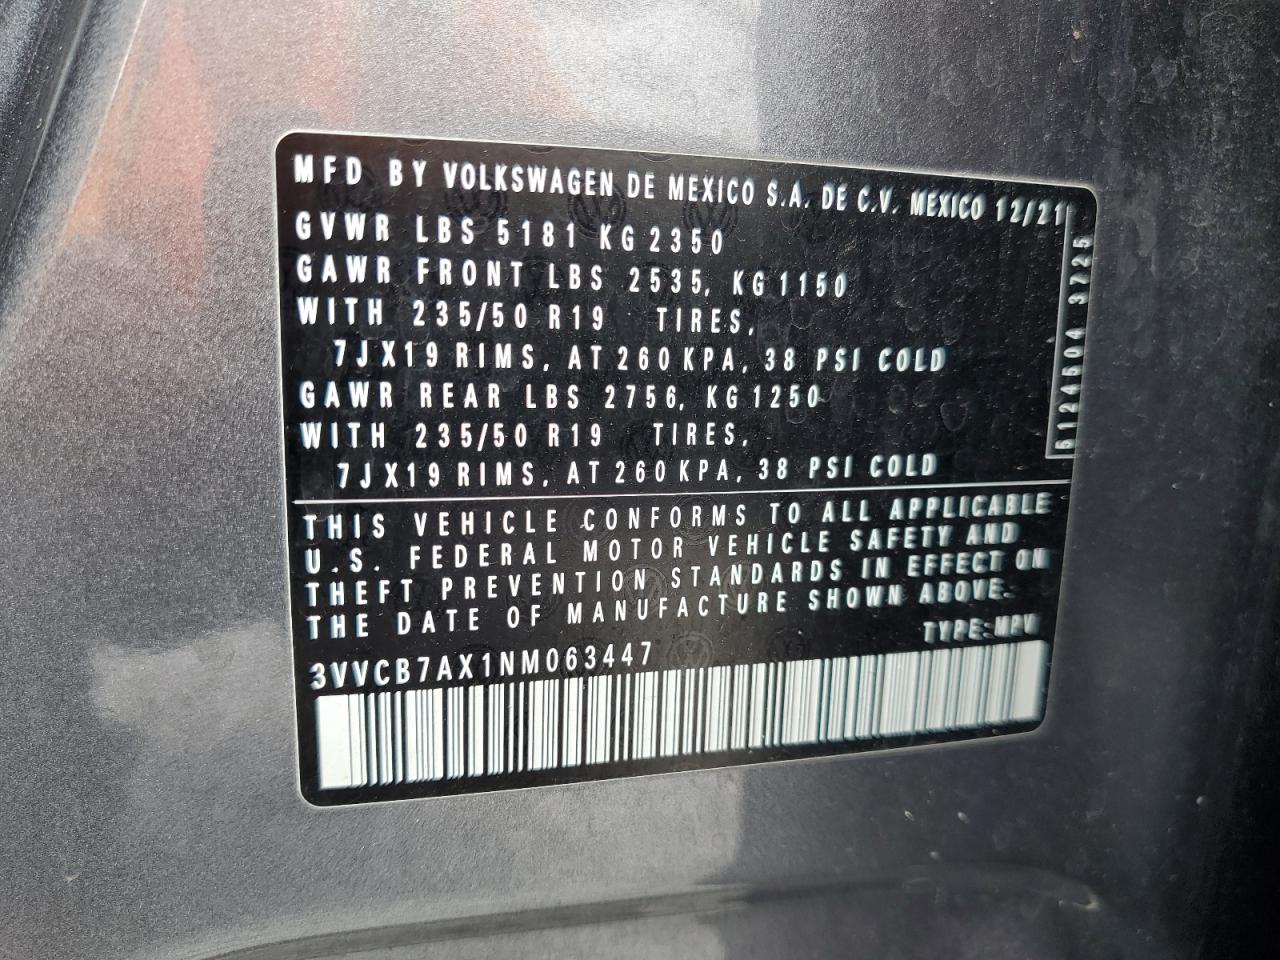 MFD BY VOLKSWAGEN DE MEXICO S.A. DE C.V. MEXICO 12/21
GVWR LBS 5181 KG 2350
GAWR FRONT LBS 2535, KG 1150
WITH 235/50 R19 TIRES,
7JX19 RIMS, AT 260 KPA, 38 PSI COLD
GAWR REAR LBS 2756, KG 1250
WITH 235/50 R19 TIRES,
7JX19 RIMS, AT 260 KPA, 38 PSI COLD
5124504 3725
THIS VEHICLE CONFORMS TO ALL APPLICABLE
U.S. FEDERAL MOTOR VEHICLE SAFETY AND
THEFT PREVENTION STANDARDS IN EFFECT ON
THE DATE OF MANUFACTURE SHOWN ABOVE.
TYPE: MPV
3VVCB7AX1NM063447